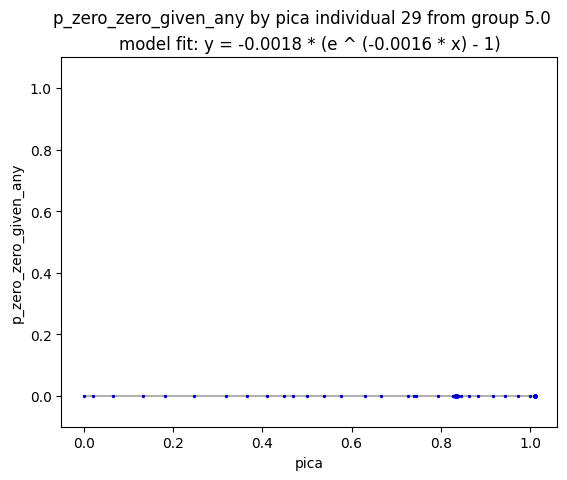 p_zero_zero_given_any by pica individual 29 from group 5.0
model fit: y = -0.0018 * (e ^ (-0.0016 * x) - 1)
1.0
0.8
0.6
0.4
0.2
0.0
p_zero_zero_given_any
0.0 0.2 0.4 0.6 0.8 1.0
pica